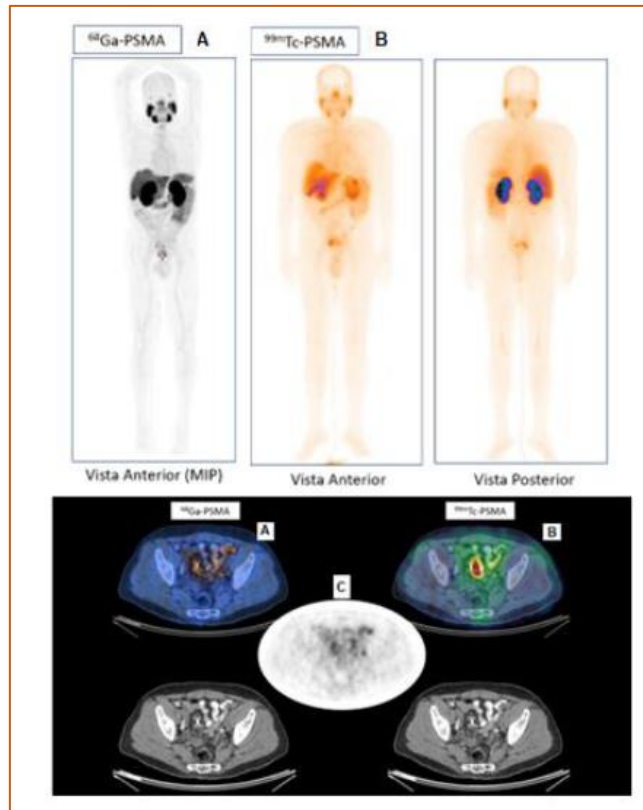 ⁶⁸Ga-PSMA A ⁹⁹ᵐTc-PSMA B
Vista Anterior (MIP) Vista Anterior Vista Posterior
⁶⁸Ga-PSMA ⁹⁹ᵐTc-PSMA
A B
C